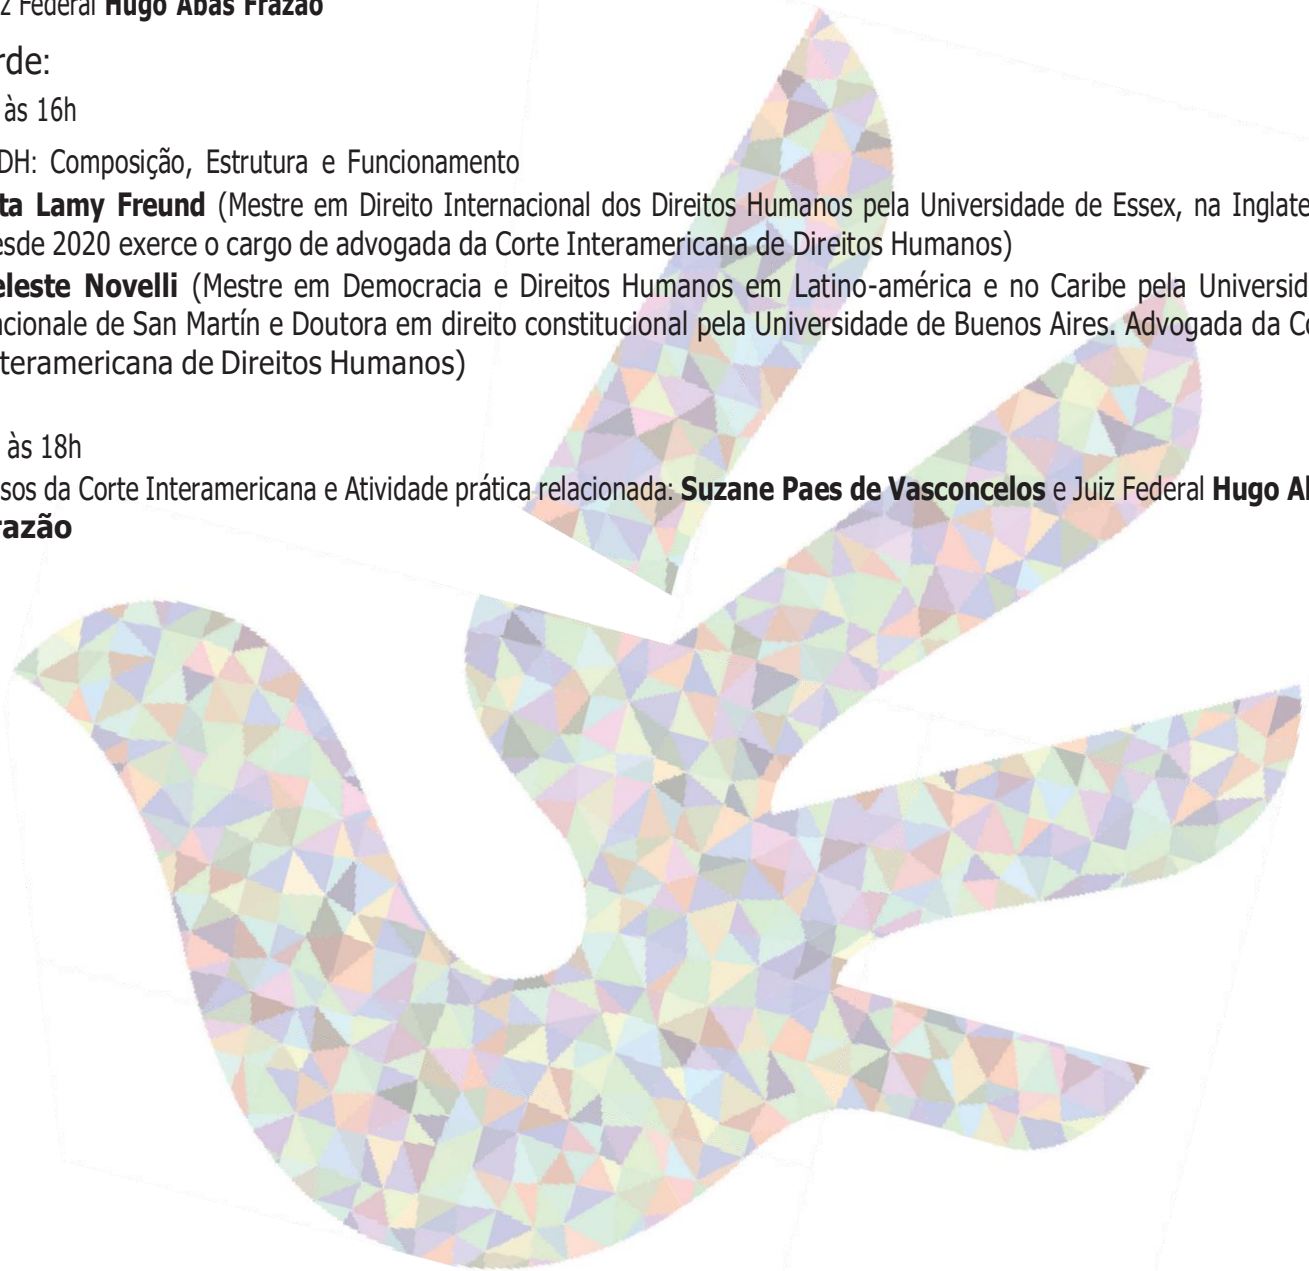 z Federal Hugo Abas Frazão
rde:
às 16h
DH: Composição, Estrutura e Funcionamento
ta Lamy Freund (Mestre em Direito Internacional dos Direitos Humanos pela Universidade de Essex, na Inglate
esde 2020 exerce o cargo de advogada da Corte Interamericana de Direitos Humanos)
eleste Novelli (Mestre em Democracia e Direitos Humanos em Latino-américa e no Caribe pela Universid
acionale de San Martín e Doutora em direito constitucional pela Universidade de Buenos Aires. Advogada da Co
nteramericana de Direitos Humanos)
às 18h
sos da Corte Interamericana e Atividade prática relacionada: Suzane Paes de Vasconcelos e Juiz Federal Hugo Al
razão